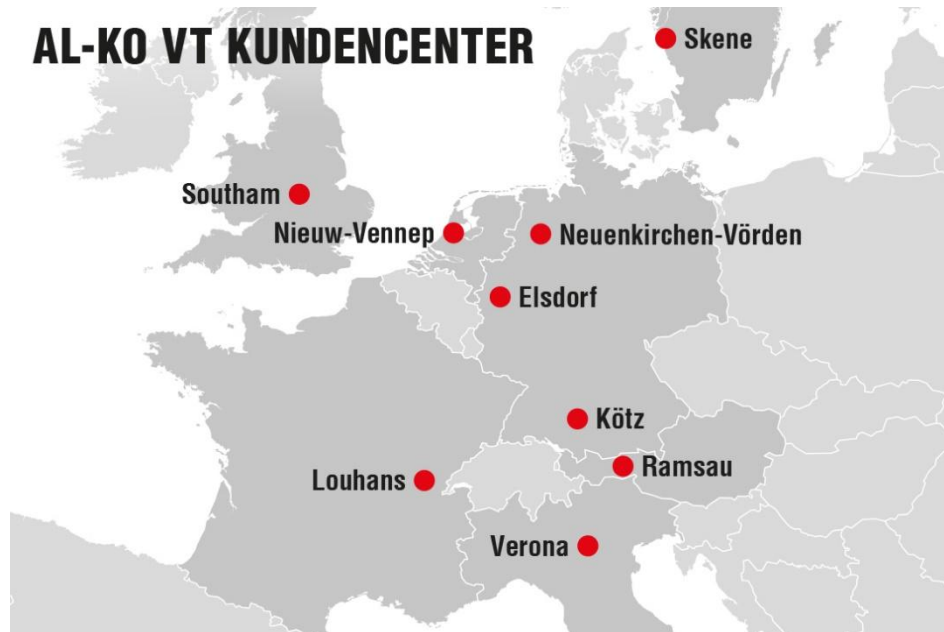 AL-KO VT KUNDENCENTER
Skene
Southam
Nieuw-Vennep
Neuenkirchen-Vörden
Elsdorf
Kötz
Ramsau
Louhans
Verona